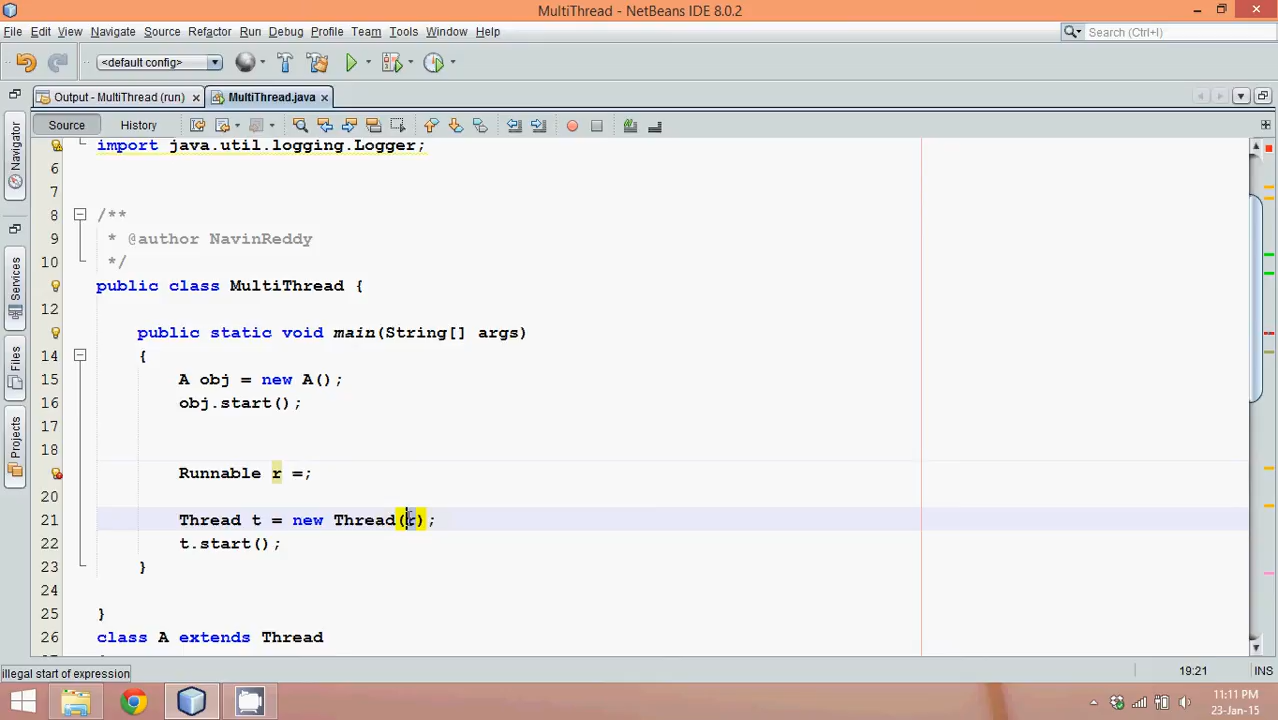 MultiThread - NetBeans IDE 8.0.2
File Edit View Navigate Source Refactor Run Debug Profile Team Tools Window Help
Search (Ctrl+I)
<default config>
Output - MultiThread (run) MultiThread.java
Source History
Navigator
Services
Files
Projects
import java.util.logging.Logger;
6
7
8 /**
9 * @author NavinReddy
10 */
public class MultiThread {
12
public static void main(String[] args)
14 {
15 A obj = new A();
16 obj.start();
17
18
Runnable r =;
20
21 Thread t = new Thread(r);
22 t.start();
23 }
24
25 }
26 class A extends Thread
illegal start of expression
19:21 INS
11:11 PM
23-Jan-15